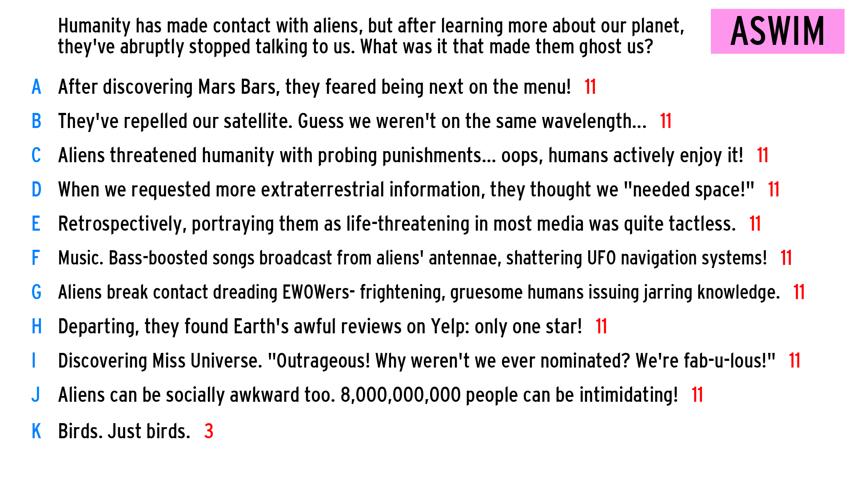 Humanity has made contact with aliens, but after learning more about our planet,
they've abruptly stopped talking to us. What was it that made them ghost us?
ASWIM
A After discovering Mars Bars, they feared being next on the menu! 11
B They've repelled our satellite. Guess we weren't on the same wavelength... 11
C Aliens threatened humanity with probing punishments... oops, humans actively enjoy it! 11
D When we requested more extraterrestrial information, they thought we "needed space!" 11
E Retrospectively, portraying them as life-threatening in most media was quite tactless. 11
F Music. Bass-boosted songs broadcast from aliens' antennae, shattering UFO navigation systems! 11
G Aliens break contact dreading EWOWers- frightening, gruesome humans issuing jarring knowledge. 11
H Departing, they found Earth's awful reviews on Yelp: only one star! 11
I Discovering Miss Universe. "Outrageous! Why weren't we ever nominated? We're fab-u-lous!" 11
J Aliens can be socially awkward too. 8,000,000,000 people can be intimidating! 11
K Birds. Just birds. 3